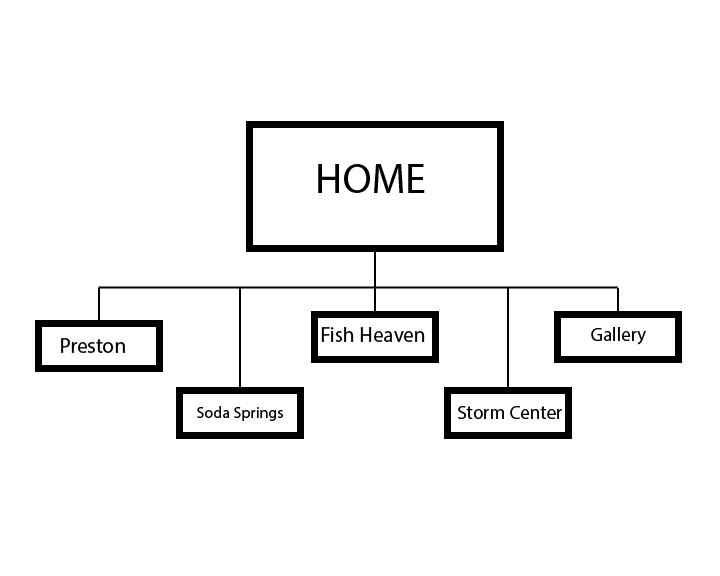 HOME
Preston
Soda Springs
Fish Heaven
Storm Center
Gallery